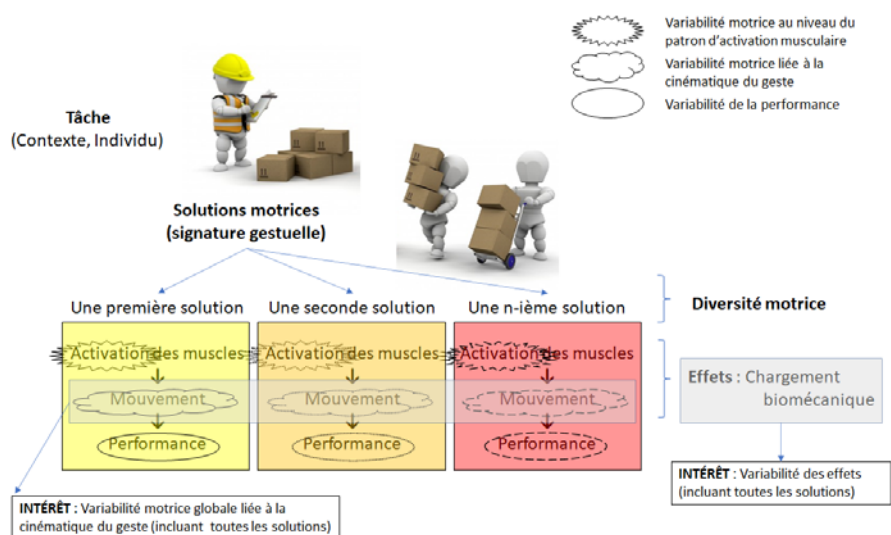 Variabilité motrice au niveau du
patron d'activation musculaire
Variabilité motrice liée à la
cinématique du geste
Variabilité de la performance
Tâche
(Contexte, Individu)
Solutions motrices
(signature gestuelle)
Une première solution
Une seconde solution
Une n-ième solution
Diversité motrice
Activation des muscles
Activation des muscles
Activation des muscles
Mouvement
Mouvement
Mouvement
Performance
Performance
Performance
Effets : Chargement
biomécanique
INTÉRÊT : Variabilité des effets
(incluant toutes les solutions)
INTÉRÊT : Variabilité motrice globale liée à la
cinématique du geste (incluant toutes les solutions)